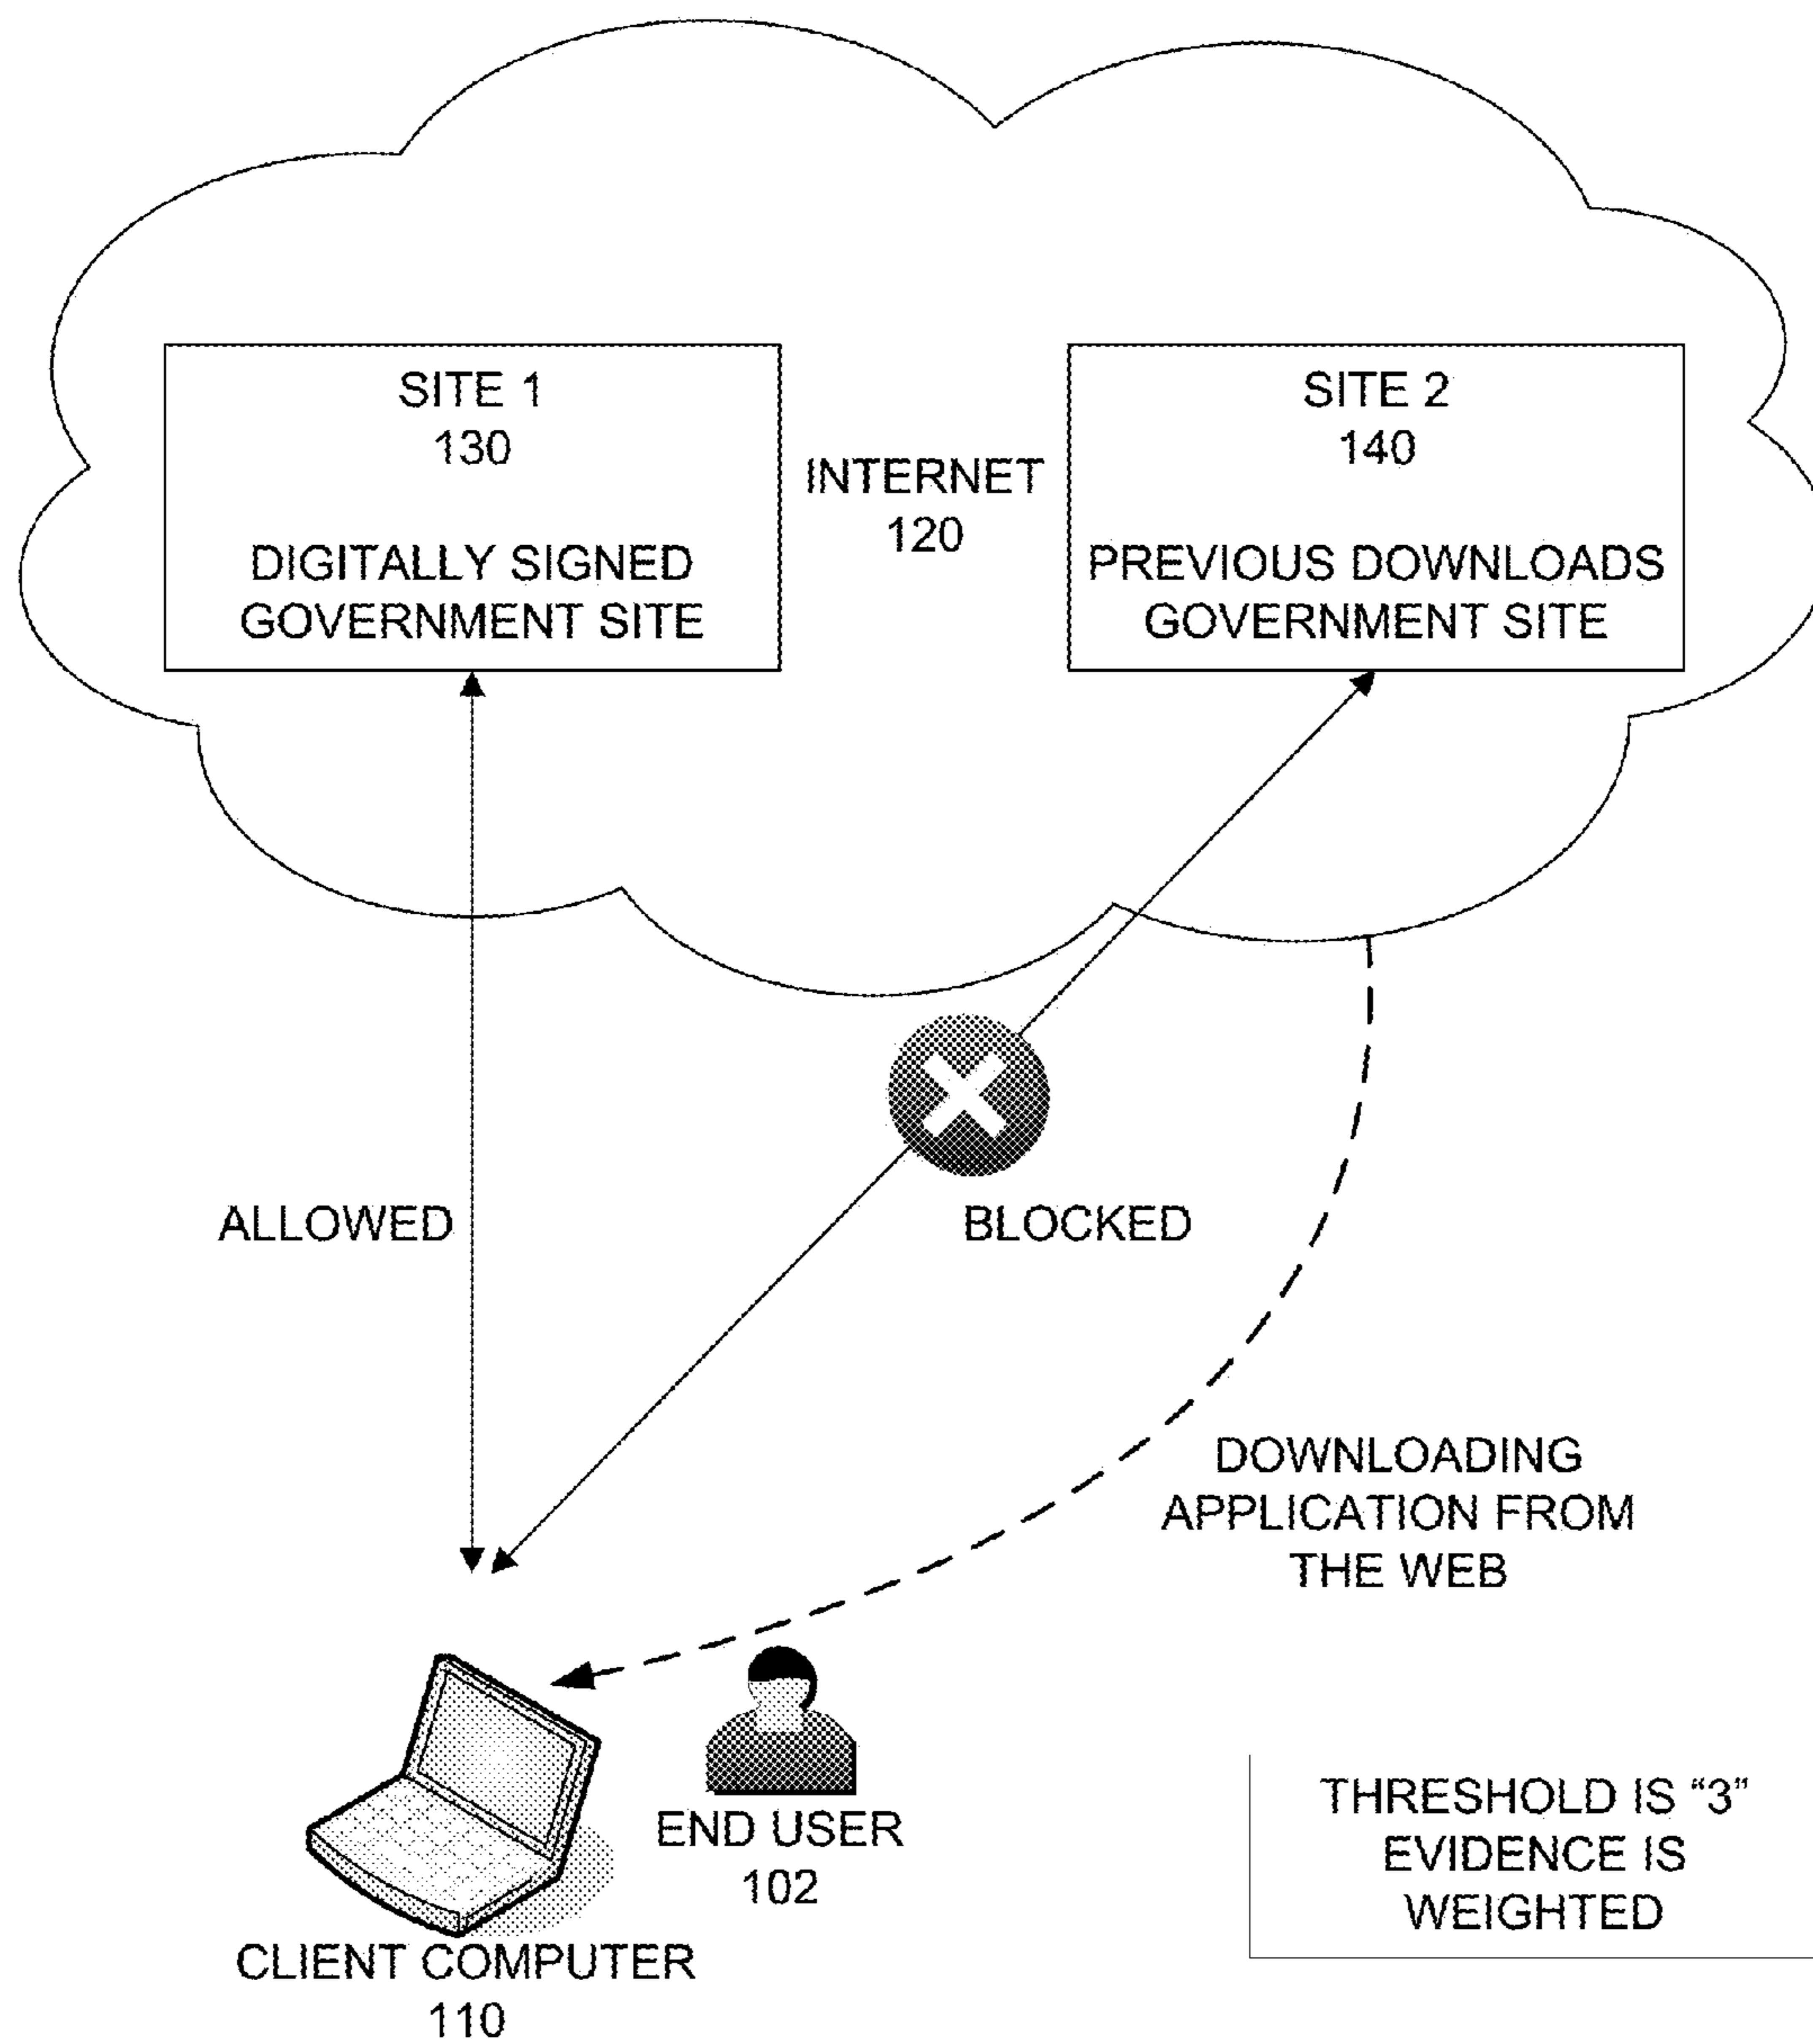 SITE 1
130
DIGITALLY SIGNED
GOVERNMENT SITE
INTERNET
120
SITE 2
140
PREVIOUS DOWNLOADS
GOVERNMENT SITE
ALLOWED
BLOCKED
DOWNLOADING
APPLICATION FROM
THE WEB
END USER
102
CLIENT COMPUTER
110
THRESHOLD IS “3”
EVIDENCE IS
WEIGHTED